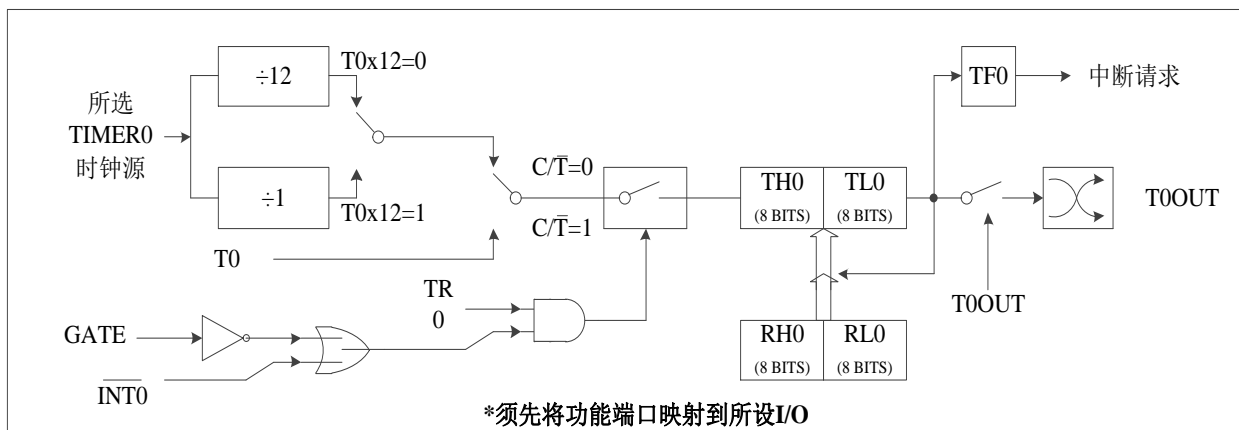 ÷12
T0x12=0
所选
TIMER0
时钟源
÷1
T0x12=1
T0
C/T̅=0
C/T̅=1
TH0
(8 BITS)
TL0
(8 BITS)
TF0
中断请求
T0OUT
T0OUT
TR
0
GATE
I̅N̅T̅0̅
RH0
(8 BITS)
RL0
(8 BITS)
*须先将功能端口映射到所设I/O